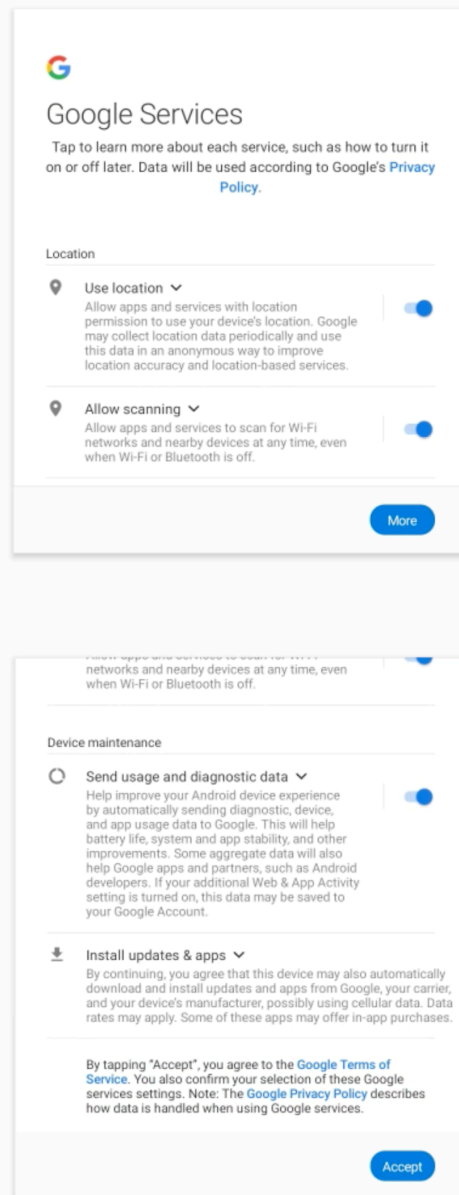 Google Services
Tap to learn more about each service, such as how to turn it
on or off later. Data will be used according to Google's Privacy
Policy.
Location
Use location
Allow apps and services with location
permission to use your device's location. Google
may collect location data periodically and use
this data in an anonymous way to improve
location accuracy and location-based services.
Allow scanning
Allow apps and services to scan for Wi-Fi
networks and nearby devices at any time, even
when Wi-Fi or Bluetooth is off.
More
networks and nearby devices at any time, even
when Wi-Fi or Bluetooth is off.
Device maintenance
Send usage and diagnostic data
Help improve your Android device experience
by automatically sending diagnostic, device,
and app usage data to Google. This will help
battery life, system and app stability, and other
improvements. Some aggregate data will also
help Google apps and partners, such as Android
developers. If your additional Web & App Activity
setting is turned on, this data may be saved to
your Google Account.
Install updates & apps
By continuing, you agree that this device may also automatically
download and install updates and apps from Google, your carrier,
and your device's manufacturer, possibly using cellular data. Data
rates may apply. Some of these apps may offer in-app purchases.
By tapping "Accept", you agree to the Google Terms of
Service. You also confirm your selection of these Google
services settings. Note: The Google Privacy Policy describes
how data is handled when using Google services.
Accept